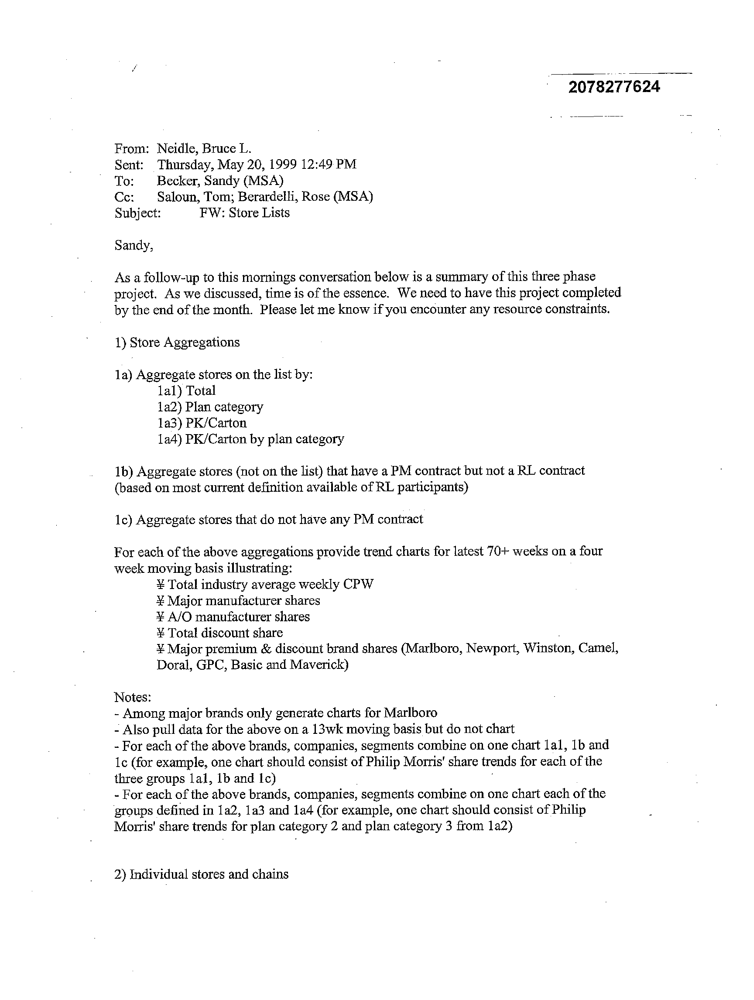 2078277624
From: Neidle, Bruce L.
Sent: Thursday, May 20, 1999 12:49 PM
To: Becker, Sandy (MSA)
Cc: Saloun, Tom; Berardelli, Rose (MSA)
Subject: FW: Store Lists
Sandy,
As a follow-up to this mornings conversation below is a summary of this three phase
project. As we discussed, time is of the essence. We need to have this project completed
by the end of the month. Please let me know if you encounter any resource constraints.
1) Store Aggregations
1a) Aggregate stores on the list by:
1a1) Total
1a2) Plan category
1a3) PK/Carton
1a4) PK/Carton by plan category
1b) Aggregate stores (not on the list) that have a PM contract but not a RL contract
(based on most current definition available of RL participants)
1c) Aggregate stores that do not have any PM contract
For each of the above aggregations provide trend charts for latest 70+ weeks on a four
week moving basis illustrating:
¥ Total industry average weekly CPW
¥ Major manufacturer shares
¥ A/O manufacturer shares
¥ Total discount share
¥ Major premium & discount brand shares (Marlboro, Newport, Winston, Camel,
Doral, GPC, Basic and Maverick)
Notes:
- Among major brands only generate charts for Marlboro
- Also pull data for the above on a 13wk moving basis but do not chart
- For each of the above brands, companies, segments combine on one chart 1a1, 1b and
1c (for example, one chart should consist of Philip Morris' share trends for each of the
three groups 1a1, 1b and 1c)
- For each of the above brands, companies, segments combine on one chart each of the
groups defined in 1a2, 1a3 and 1a4 (for example, one chart should consist of Philip
Morris' share trends for plan category 2 and plan category 3 from 1a2)
2) Individual stores and chains